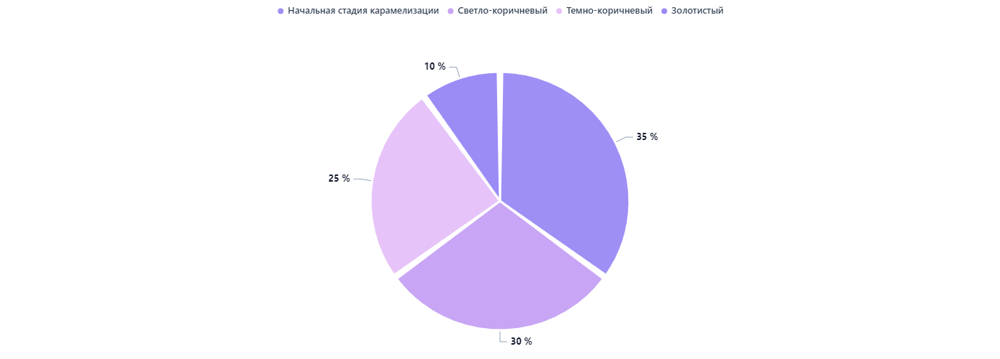 Начальная стадия карамелизации Светло-коричневый Темно-коричневый Золотистый
10 %
35 %
25 %
30 %